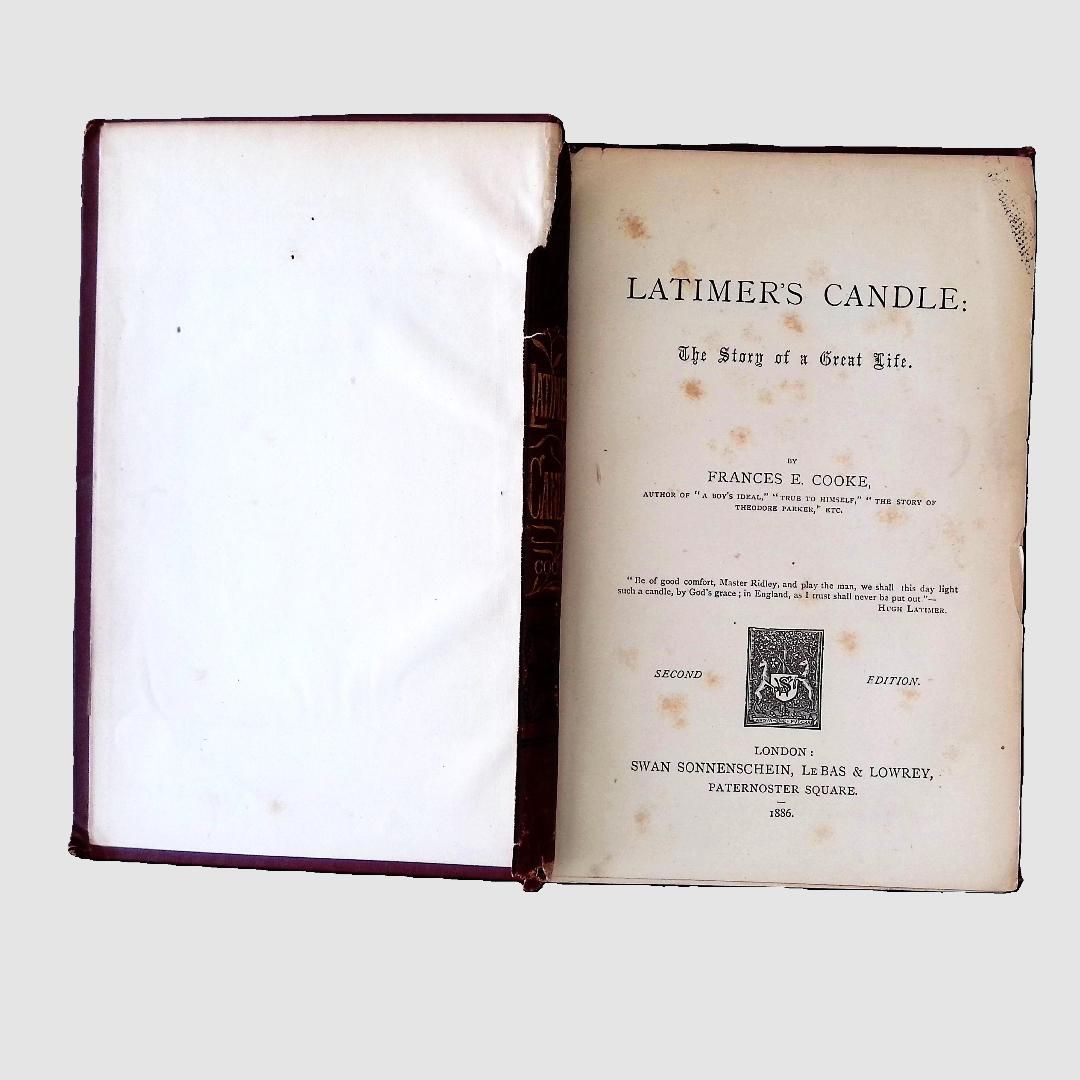 LATIMER'S CANDLE:
The Story of a Great Life.
BY
FRANCES E. COOKE,
AUTHOR OF "A BOY'S IDEAL," "TRUE TO HIMSELF," "THE STORY OF
THEODORE PARKER," ETC.
"Be of good comfort, Master Ridley, and play the man, we shall this day light
such a candle, by God's grace; in England, as I trust shall never be put out"—
HUGH LATIMER.
SECOND EDITION.
LONDON:
SWAN SONNENSCHEIN, LE BAS & LOWREY,
PATERNOSTER SQUARE.
1886.